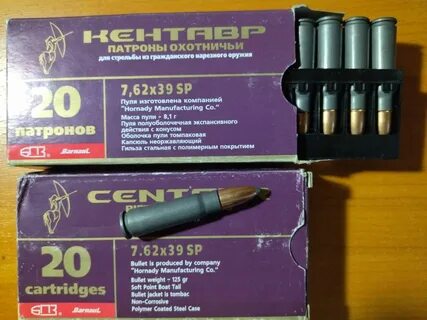 КЕНТАВР
ПАТРОНЫ ОХОТНИЧЬИ
для стрельбы из гражданского нарезного оружия
20
патронов
7,62x39 SP
Пуля изготовлена компанией
"Hornady Manufacturing Co."
Масса пули - 8,1 г
Пуля полуоболочечная экспансивного
действия с конусом
Оболочка пули томпаковая
Капсюль неоржавляющий
Гильза стальная с полимерным покрытием
Barnaul
CENTA
20
cartridges
7.62x39 SP
Bullet is produced by company
"Hornady Manufacturing Co."
Bullet weight - 125 gr
Soft Point Boat Tail
Bullet jacket is tombac
Non-Corrosive
Polymer Coated Steel Case
Barnaul